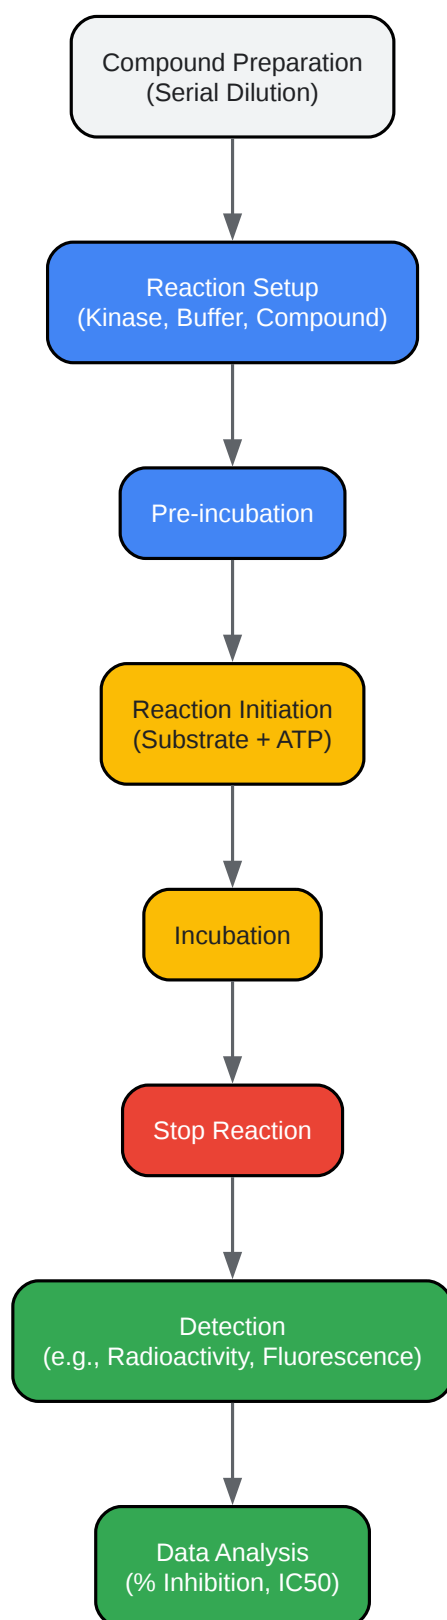 Compound Preparation
(Serial Dilution)
Reaction Setup
(Kinase, Buffer, Compound)
Pre-incubation
Reaction Initiation
(Substrate + ATP)
Incubation
Stop Reaction
Detection
(e.g., Radioactivity, Fluorescence)
Data Analysis
(% Inhibition, IC50)